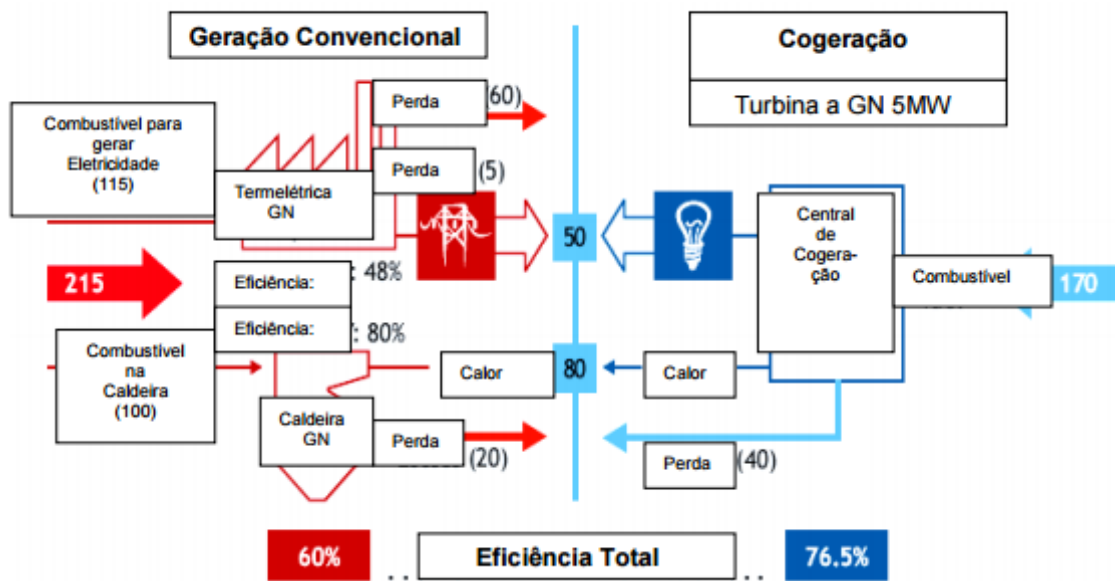 Geração Convencional
Cogeração
Turbina a GN 5MW
Combustível para
gerar
Eletricidade
(115)
Perda (60)
Perda (5)
Termelétrica
GN
50
Central
de
Cogera-
ção
Combustível
170
215
Eficiência: : 48%
Eficiência: : 80%
Combustível
na
Caldeira
(100)
Calor
80
Calor
Caldeira
GN
Perda (20)
Perda (40)
60%
Eficiência Total
76.5%